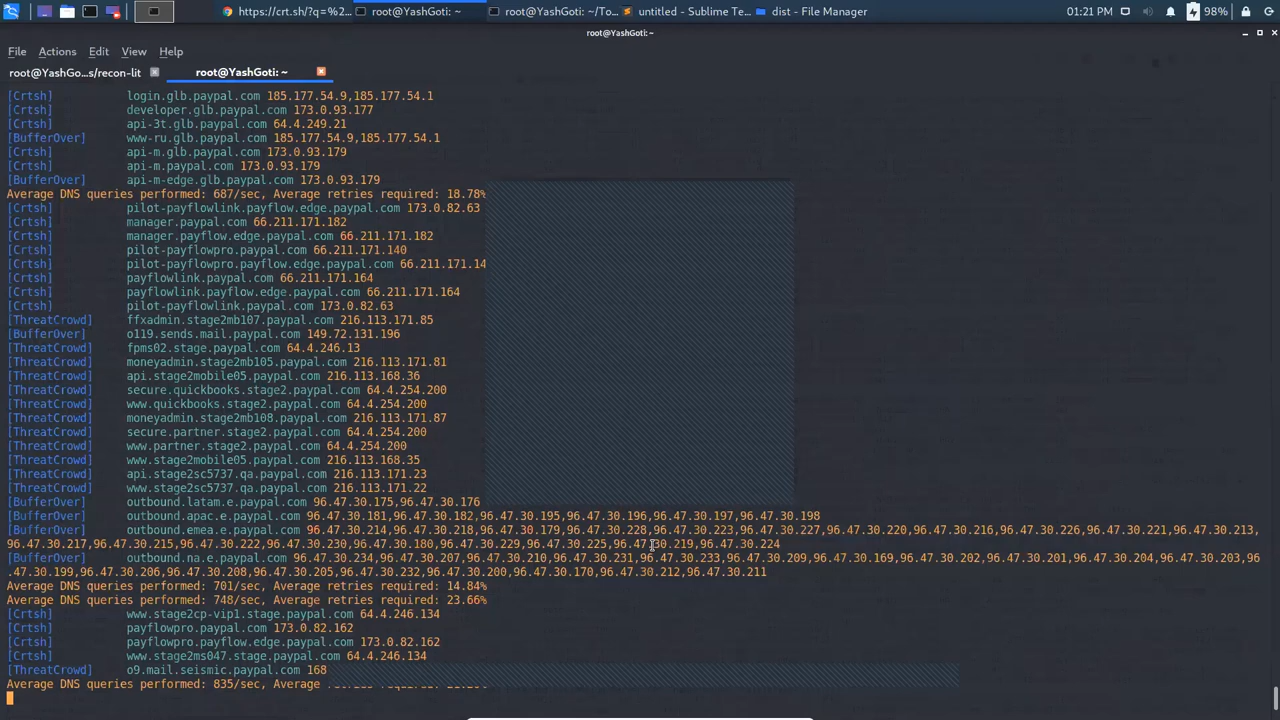 https://crt.sh/?q=%2...
root@YashGoti: ~
root@YashGoti: ~/To...
untitled - Sublime Te...
dist - File Manager
01:21 PM
98%
root@YashGoti:~
File Actions Edit View Help
root@YashGo...s/recon-lit
root@YashGoti: ~
[Crtsh] login.glb.paypal.com 185.177.54.9,185.177.54.1
[Crtsh] developer.glb.paypal.com 173.0.93.177
[Crtsh] api-3t.glb.paypal.com 64.4.249.21
[BufferOver] www-ru.glb.paypal.com 185.177.54.9,185.177.54.1
[Crtsh] api-m.glb.paypal.com 173.0.93.179
[Crtsh] api-m.paypal.com 173.0.93.179
[BufferOver] api-m-edge.glb.paypal.com 173.0.93.179
Average DNS queries performed: 687/sec, Average retries required: 18.78%
[Crtsh] pilot-payflowlink.payflow.edge.paypal.com 173.0.82.63
[Crtsh] manager.paypal.com 66.211.171.182
[Crtsh] manager.payflow.edge.paypal.com 66.211.171.182
[Crtsh] pilot-payflowpro.paypal.com 66.211.171.140
[Crtsh] pilot-payflowpro.payflow.edge.paypal.com 66.211.171.14
[Crtsh] payflowlink.paypal.com 66.211.171.164
[Crtsh] payflowlink.payflow.edge.paypal.com 66.211.171.164
[Crtsh] pilot-payflowlink.paypal.com 173.0.82.63
[ThreatCrowd] ffxadmin.stage2mb107.paypal.com 216.113.171.85
[BufferOver] o119.sends.mail.paypal.com 149.72.131.196
[ThreatCrowd] fpms02.stage.paypal.com 64.4.246.13
[ThreatCrowd] moneyadmin.stage2mb105.paypal.com 216.113.171.81
[ThreatCrowd] api.stage2mobile05.paypal.com 216.113.168.36
[ThreatCrowd] secure.quickbooks.stage2.paypal.com 64.4.254.200
[ThreatCrowd] www.quickbooks.stage2.paypal.com 64.4.254.200
[ThreatCrowd] moneyadmin.stage2mb108.paypal.com 216.113.171.87
[ThreatCrowd] secure.partner.stage2.paypal.com 64.4.254.200
[ThreatCrowd] www.partner.stage2.paypal.com 64.4.254.200
[ThreatCrowd] www.stage2mobile05.paypal.com 216.113.168.35
[ThreatCrowd] api.stage2sc5737.qa.paypal.com 216.113.171.23
[ThreatCrowd] www.stage2sc5737.qa.paypal.com 216.113.171.22
[BufferOver] outbound.latam.e.paypal.com 96.47.30.175,96.47.30.176
[BufferOver] outbound.apac.e.paypal.com 96.47.30.181,96.47.30.182,96.47.30.195,96.47.30.196,96.47.30.197,96.47.30.198
[BufferOver] outbound.emea.e.paypal.com 96.47.30.214,96.47.30.218,96.47.30.179,96.47.30.228,96.47.30.223,96.47.30.227,96.47.30.220,96.47.30.216,96.47.30.226,96.47.30.221,96.47.30.213,
96.47.30.217,96.47.30.215,96.47.30.222,96.47.30.230,96.47.30.180,96.47.30.229,96.47.30.225,96.47.30.219,96.47.30.224
[BufferOver] outbound.na.e.paypal.com 96.47.30.234,96.47.30.207,96.47.30.210,96.47.30.231,96.47.30.233,96.47.30.209,96.47.30.169,96.47.30.202,96.47.30.201,96.47.30.204,96.47.30.203,96
.47.30.199,96.47.30.206,96.47.30.208,96.47.30.205,96.47.30.232,96.47.30.200,96.47.30.170,96.47.30.212,96.47.30.211
Average DNS queries performed: 701/sec, Average retries required: 14.84%
Average DNS queries performed: 748/sec, Average retries required: 23.66%
[Crtsh] www.stage2cp-vip1.stage.paypal.com 64.4.246.134
[Crtsh] payflowpro.paypal.com 173.0.82.162
[Crtsh] payflowpro.payflow.edge.paypal.com 173.0.82.162
[Crtsh] www.stage2ms047.stage.paypal.com 64.4.246.134
[ThreatCrowd] o9.mail.seismic.paypal.com 168
Average DNS queries performed: 835/sec, Average